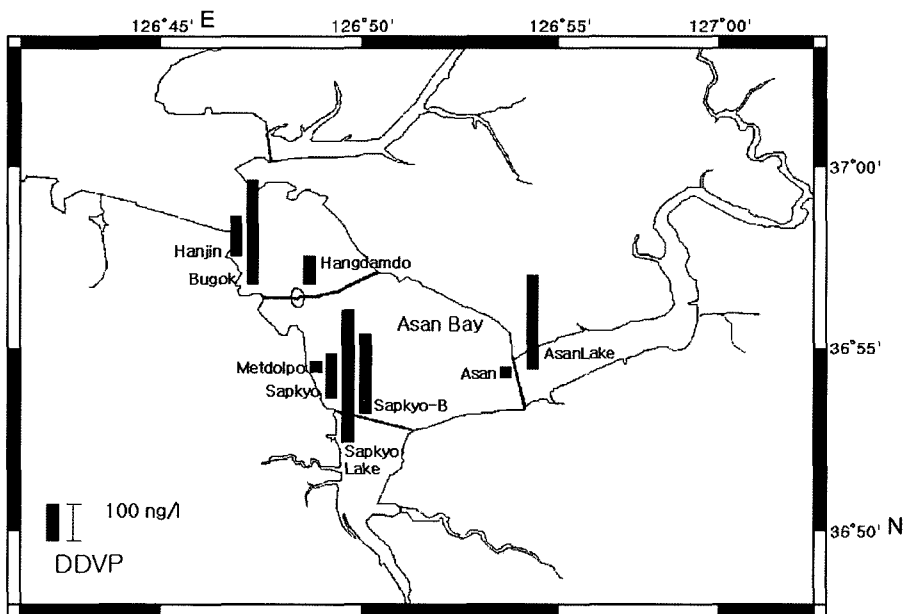 E
126°45' 126°50' 126°55' 127°00'
37°00'
Hanjin
Hangdamdo
Bugok
Asan Bay
36°55'
AsanLake
Metdolpo
Asan
Sapkyo
Sapkyo-B
Sapkyo
Lake
100 ng/l
36°50' N
DDVP